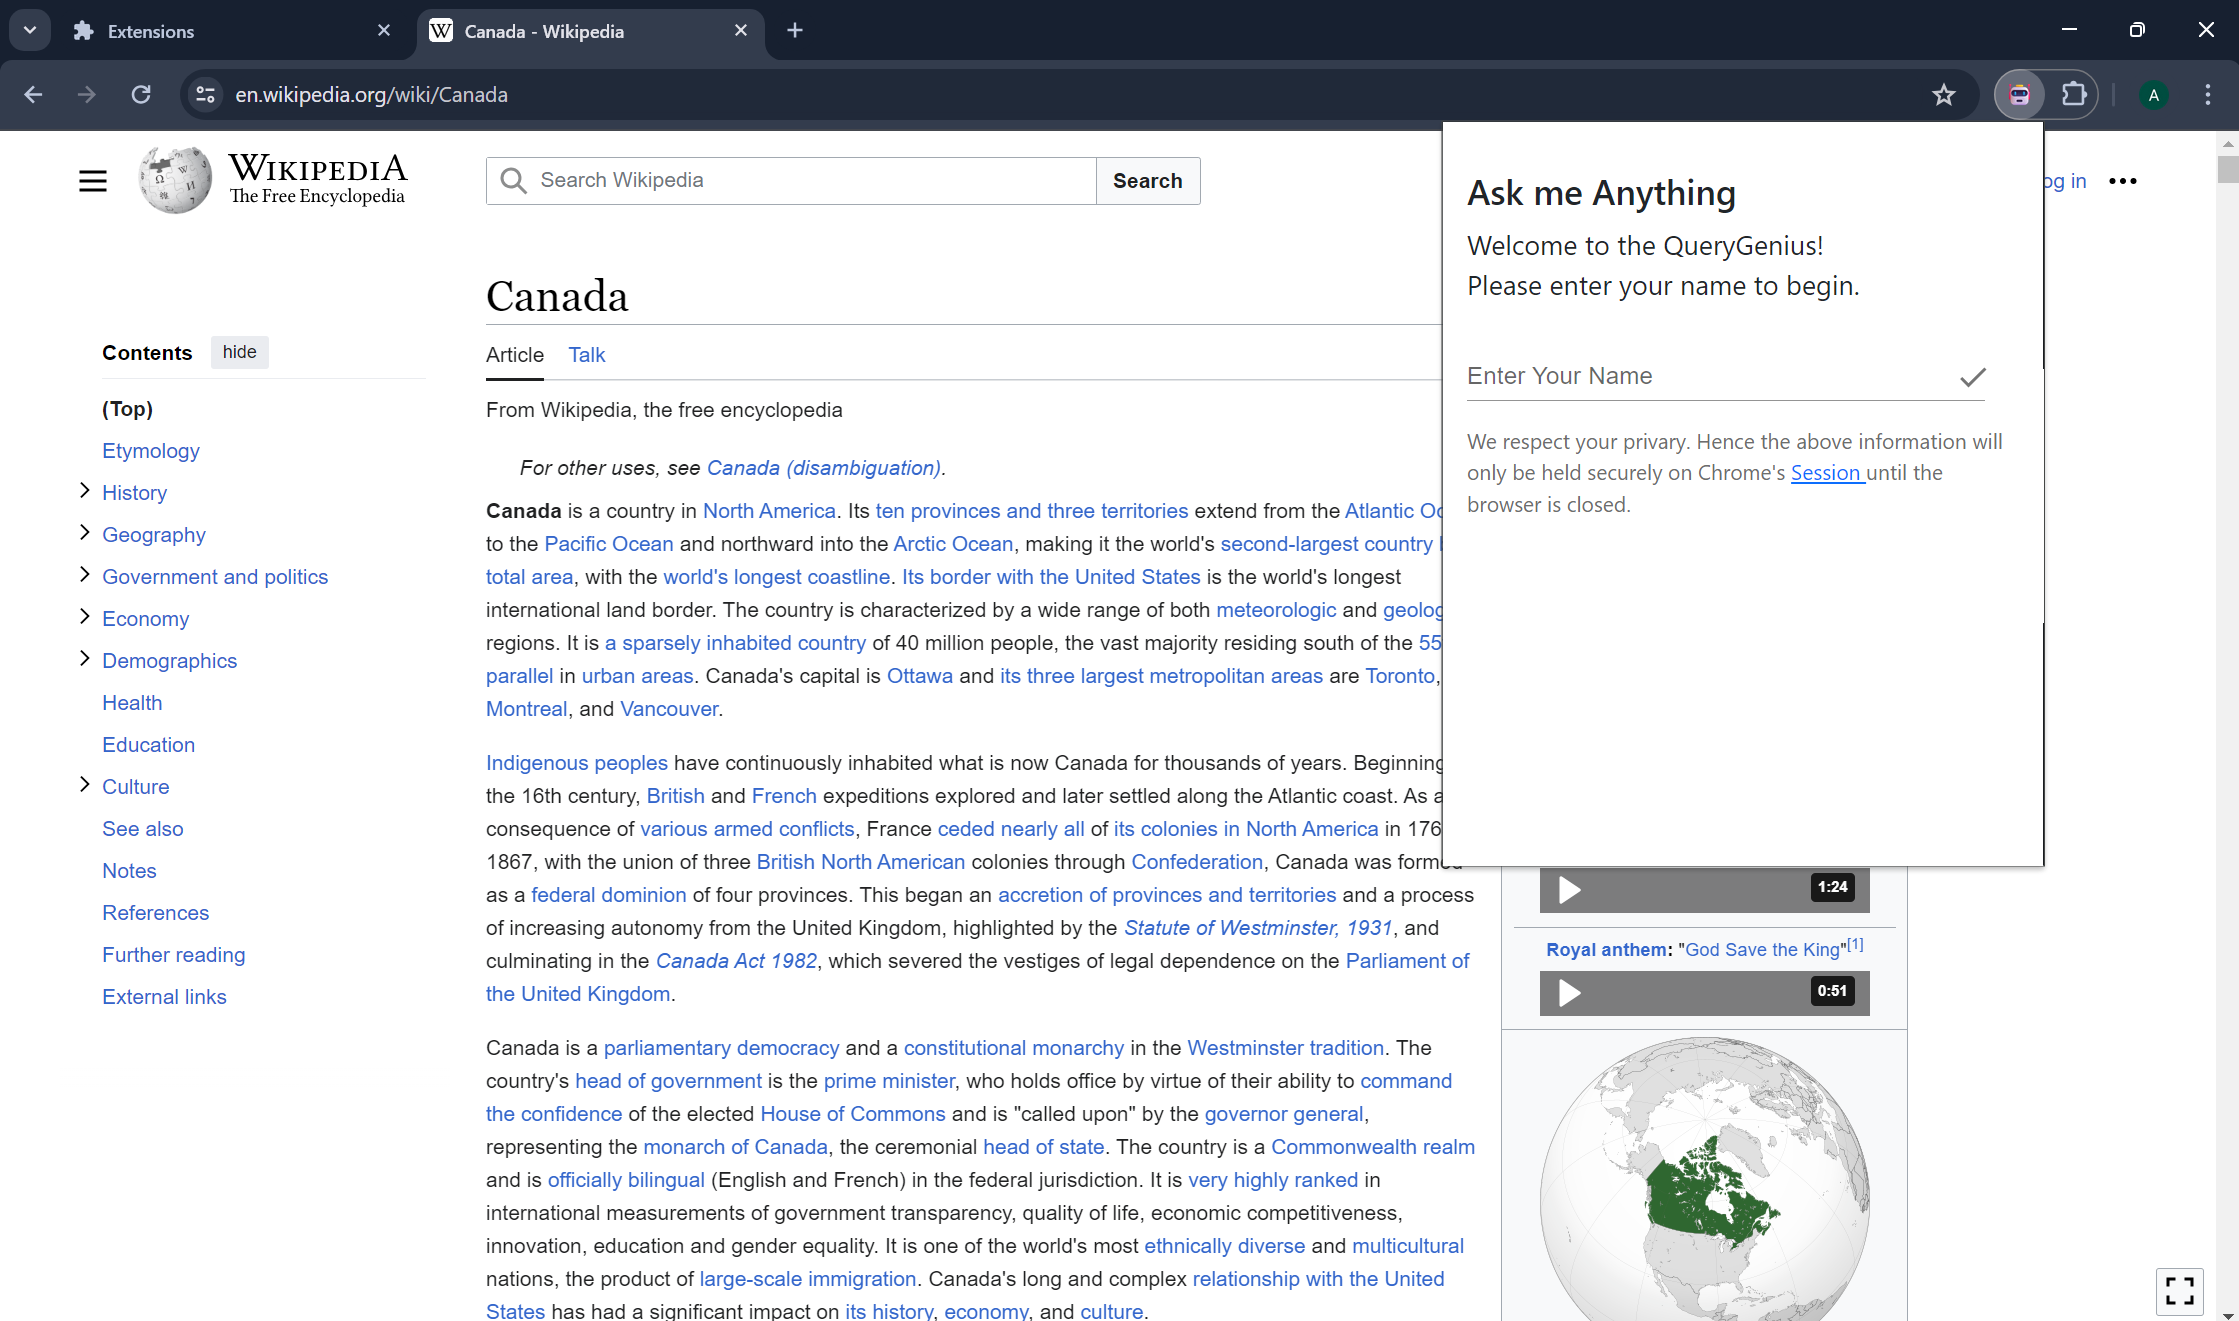 Extensions
Canada - Wikipedia
en.wikipedia.org/wiki/Canada
A
WIKIPEDIA
The Free Encyclopedia
Search Wikipedia
Search
og in
Ask me Anything
Welcome to the QueryGenius!
Please enter your name to begin.
Enter Your Name
We respect your privary. Hence the above information will
only be held securely on Chrome's Session until the
browser is closed.
Contents
hide
(Top)
Etymology
History
Geography
Government and politics
Economy
Demographics
Health
Education
Culture
See also
Notes
References
Further reading
External links
Canada
Article
Talk
From Wikipedia, the free encyclopedia
For other uses, see Canada (disambiguation).
Canada is a country in North America. Its ten provinces and three territories extend from the Atlantic
to the Pacific Ocean and northward into the Arctic Ocean, making it the world's second-largest country
total area, with the world's longest coastline. Its border with the United States is the world's longest
international land border. The country is characterized by a wide range of both meteorologic and geolog
regions. It is a sparsely inhabited country of 40 million people, the vast majority residing south of the 55
parallel in urban areas. Canada's capital is Ottawa and its three largest metropolitan areas are Toronto,
Montreal, and Vancouver.
Indigenous peoples have continuously inhabited what is now Canada for thousands of years. Beginning
the 16th century, British and French expeditions explored and later settled along the Atlantic coast. As a
consequence of various armed conflicts, France ceded nearly all of its colonies in North America in 176
1867, with the union of three British North American colonies through Confederation, Canada was formed
as a federal dominion of four provinces. This began an accretion of provinces and territories and a process
of increasing autonomy from the United Kingdom, highlighted by the Statute of Westminster, 1931, and
culminating in the Canada Act 1982, which severed the vestiges of legal dependence on the Parliament of
the United Kingdom.
Canada is a parliamentary democracy and a constitutional monarchy in the Westminster tradition. The
country's head of government is the prime minister, who holds office by virtue of their ability to command
the confidence of the elected House of Commons and is "called upon" by the governor general,
representing the monarch of Canada, the ceremonial head of state. The country is a Commonwealth realm
and is officially bilingual (English and French) in the federal jurisdiction. It is very highly ranked in
international measurements of government transparency, quality of life, economic competitiveness,
innovation, education and gender equality. It is one of the world's most ethnically diverse and multicultural
nations, the product of large-scale immigration. Canada's long and complex relationship with the United
States has had a significant impact on its history, economy, and culture.
1:24
Royal anthem: "God Save the King"[1]
0:51